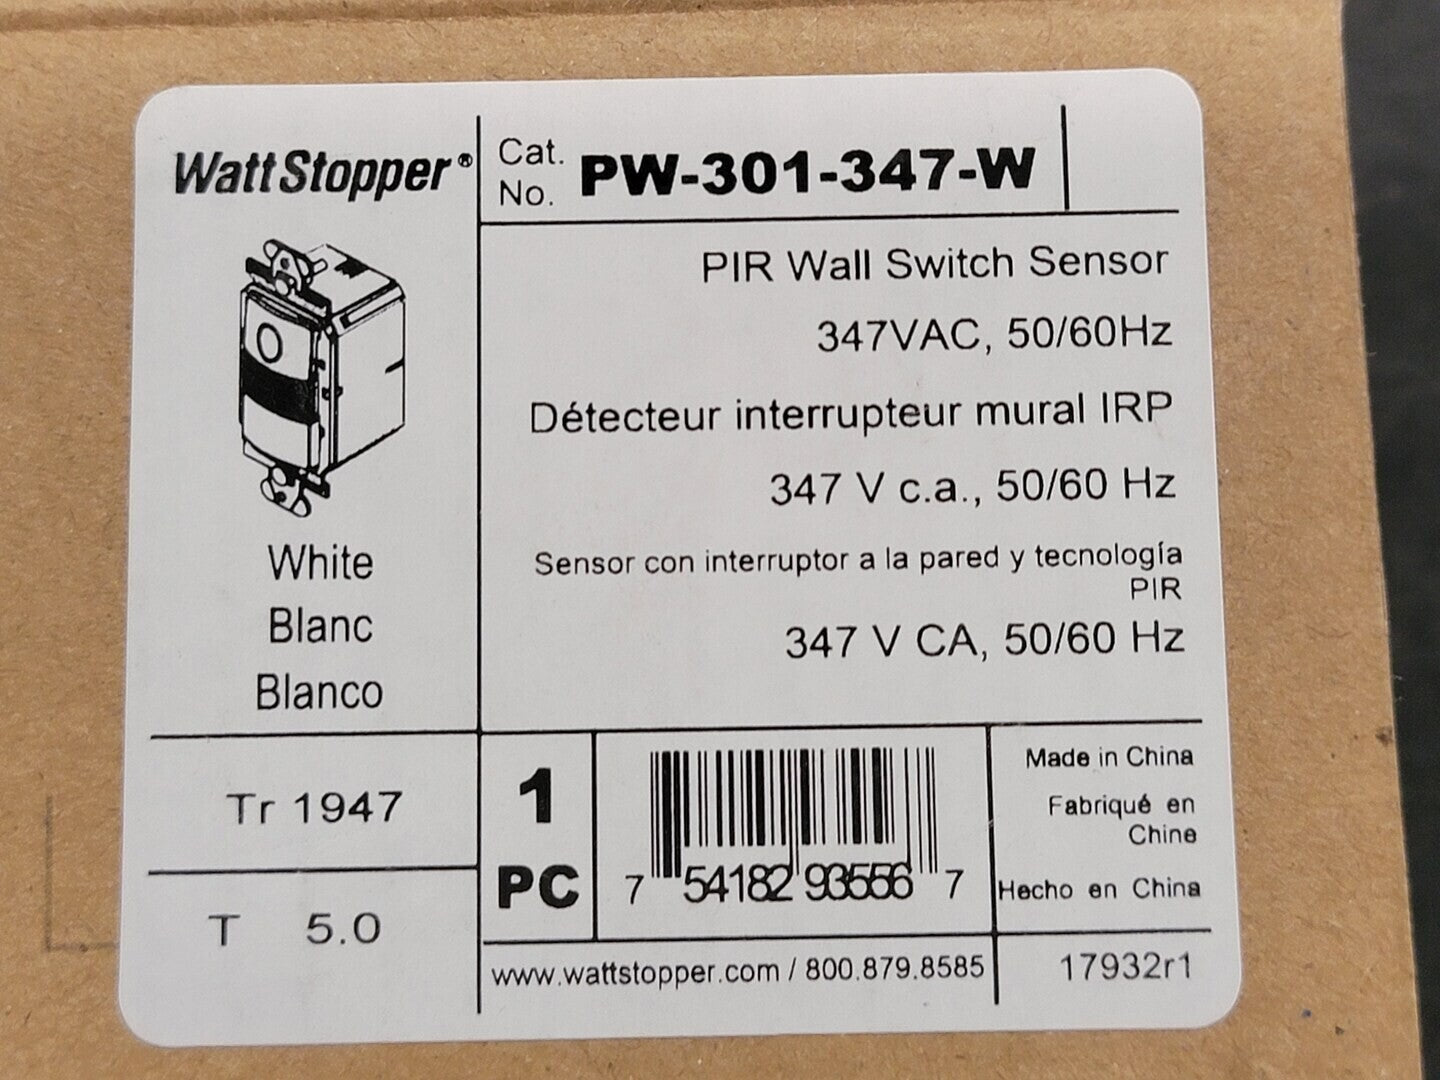 WattStopper®
Cat.
No.
PW-301-347-W
PIR Wall Switch Sensor
347VAC, 50/60Hz
Détecteur interrupteur mural IRP
347 V c.a., 50/60 Hz
Sensor con interruptor a la pared y tecnología
PIR
347 V CA, 50/60 Hz
White
Blanc
Blanco
Tr 1947
T 5.0
1
PC
7 54182 93556 7
Made in China
Fabriqué en
Chine
Hecho en China
www.wattstopper.com / 800.879.8585
17932r1